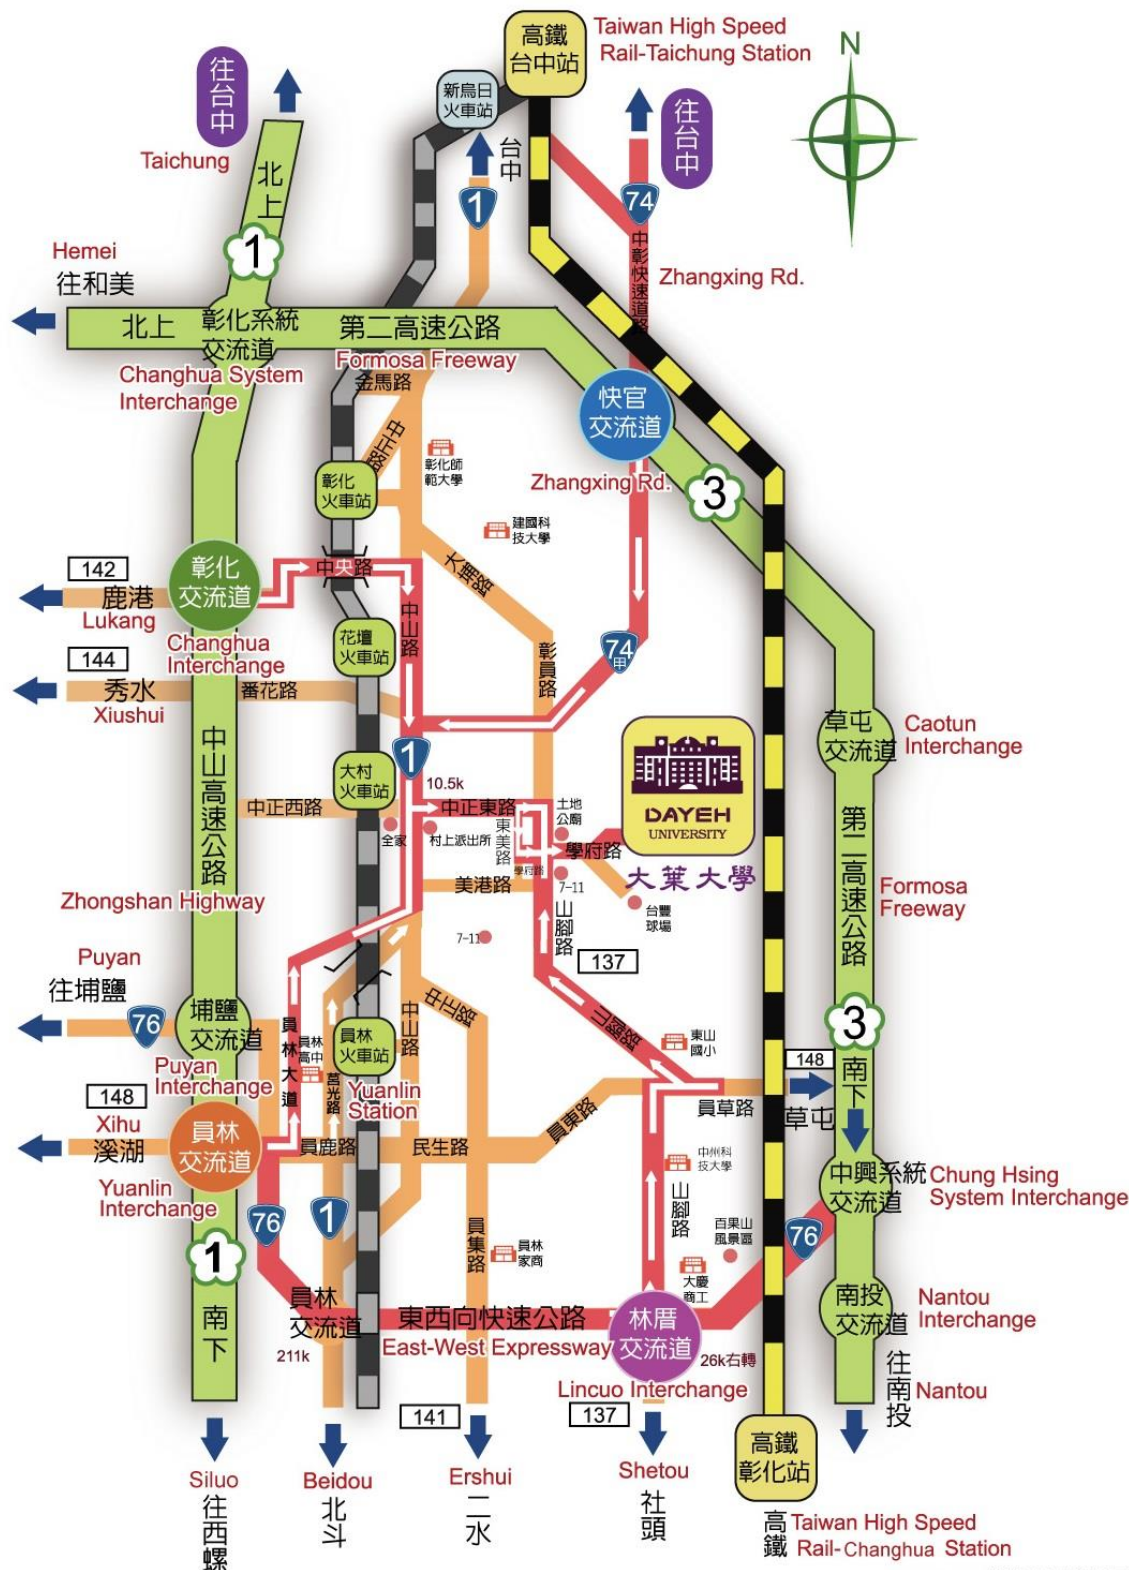 高鐵
台中站
Taiwan High Speed
Rail-Taichung Station
N
往台中
新烏日
火車站
往台中
台中
Taichung
北上
1
74
1
中彰快速道路
Hemei
往和美
Zhangxing Rd.
北上
彰化系統
交流道
第二高速公路
Changhua System
Interchange
Formosa Freeway
金馬路
快官
交流道
中正路
彰化師
範大學
彰化
火車站
Zhangxing Rd.
3
建國科
技大學
大埔路
142
鹿港
Lukang
彰化
交流道
中央路
Changhua
Interchange
中山路
花壇
火車站
74
甲
彰員路
144
秀水
Xiushui
番花路
中山高速公路
1
10.5k
大村
火車站
DAYEH
UNIVERSITY
大葉大學
草屯
交流道
Caotun
Interchange
中正西路
中正東路
土地
公廟
全家
村上派出所
東美路
學府路
學府路
美港路
7-11
第二高速公路
Zhongshan Highway
台豐
球場
Formosa
Freeway
山腳路
7-11
137
Puyan
往埔鹽
76
埔鹽
交流道
Puyan
Interchange
員林大道
員林
高中
莒光路
員林
火車站
中山路
中正路
山腳路
東山
國小
3
Yuanlin
Station
148
南下
148
Xihu
溪湖
員林
交流道
Yuanlin
Interchange
員鹿路
民生路
員東路
員草路
草屯
中州科
技大學
中興系統
交流道
Chung Hsing
System Interchange
76
1
山腳路
百果山
風景區
76
1
員集路
員林
家商
大慶
商工
南下
員林
交流道
211k
東西向快速公路
East-West Expressway
林厝
交流道
26k右轉
Lincuo Interchange
南投
交流道
Nantou
Interchange
往南投
Nantou
141
137
高鐵
彰化站
Siluo
往西螺
Beidou
北斗
Ershui
二水
Shetou
社頭
高鐵
Taiwan High Speed
Rail-Changhua Station